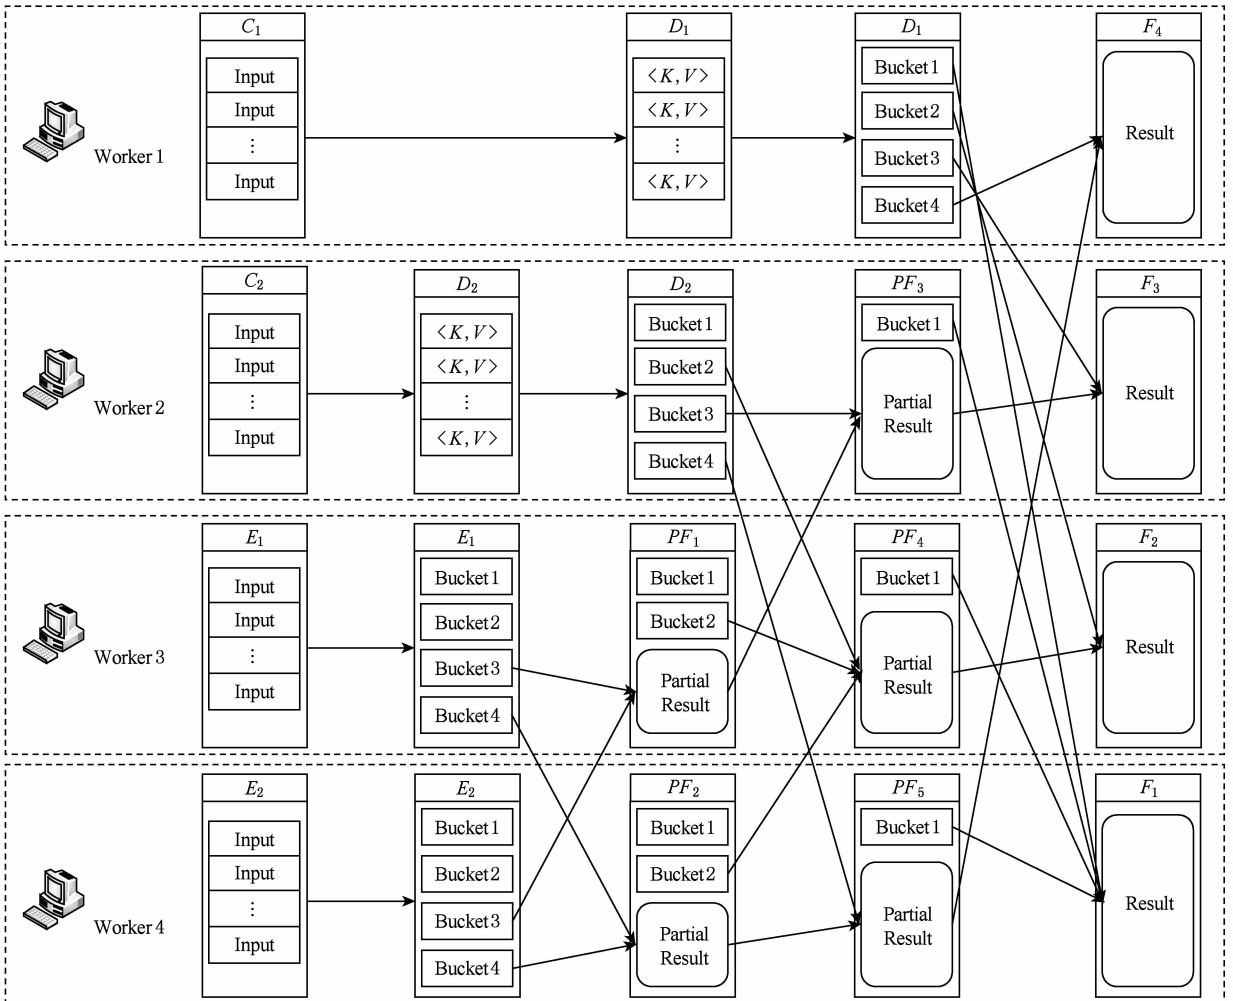 C₁
Input
Input
⋮
Input
Worker 1
D₁
<K, V>
<K, V>
⋮
<K, V>
D₁
Bucket 1
Bucket 2
Bucket 3
Bucket 4
F₄
Result
C₂
Input
Input
⋮
Input
Worker 2
D₂
<K, V>
<K, V>
⋮
<K, V>
D₂
Bucket 1
Bucket 2
Bucket 3
Bucket 4
PF₃
Bucket 1
Partial
Result
F₃
Result
E₁
Input
Input
⋮
Input
Worker 3
E₁
Bucket 1
Bucket 2
Bucket 3
Bucket 4
PF₁
Bucket 1
Bucket 2
Partial
Result
PF₄
Bucket 1
Partial
Result
F₂
Result
E₂
Input
Input
⋮
Input
Worker 4
E₂
Bucket 1
Bucket 2
Bucket 3
Bucket 4
PF₂
Bucket 1
Bucket 2
Partial
Result
PF₅
Bucket 1
Partial
Result
F₁
Result